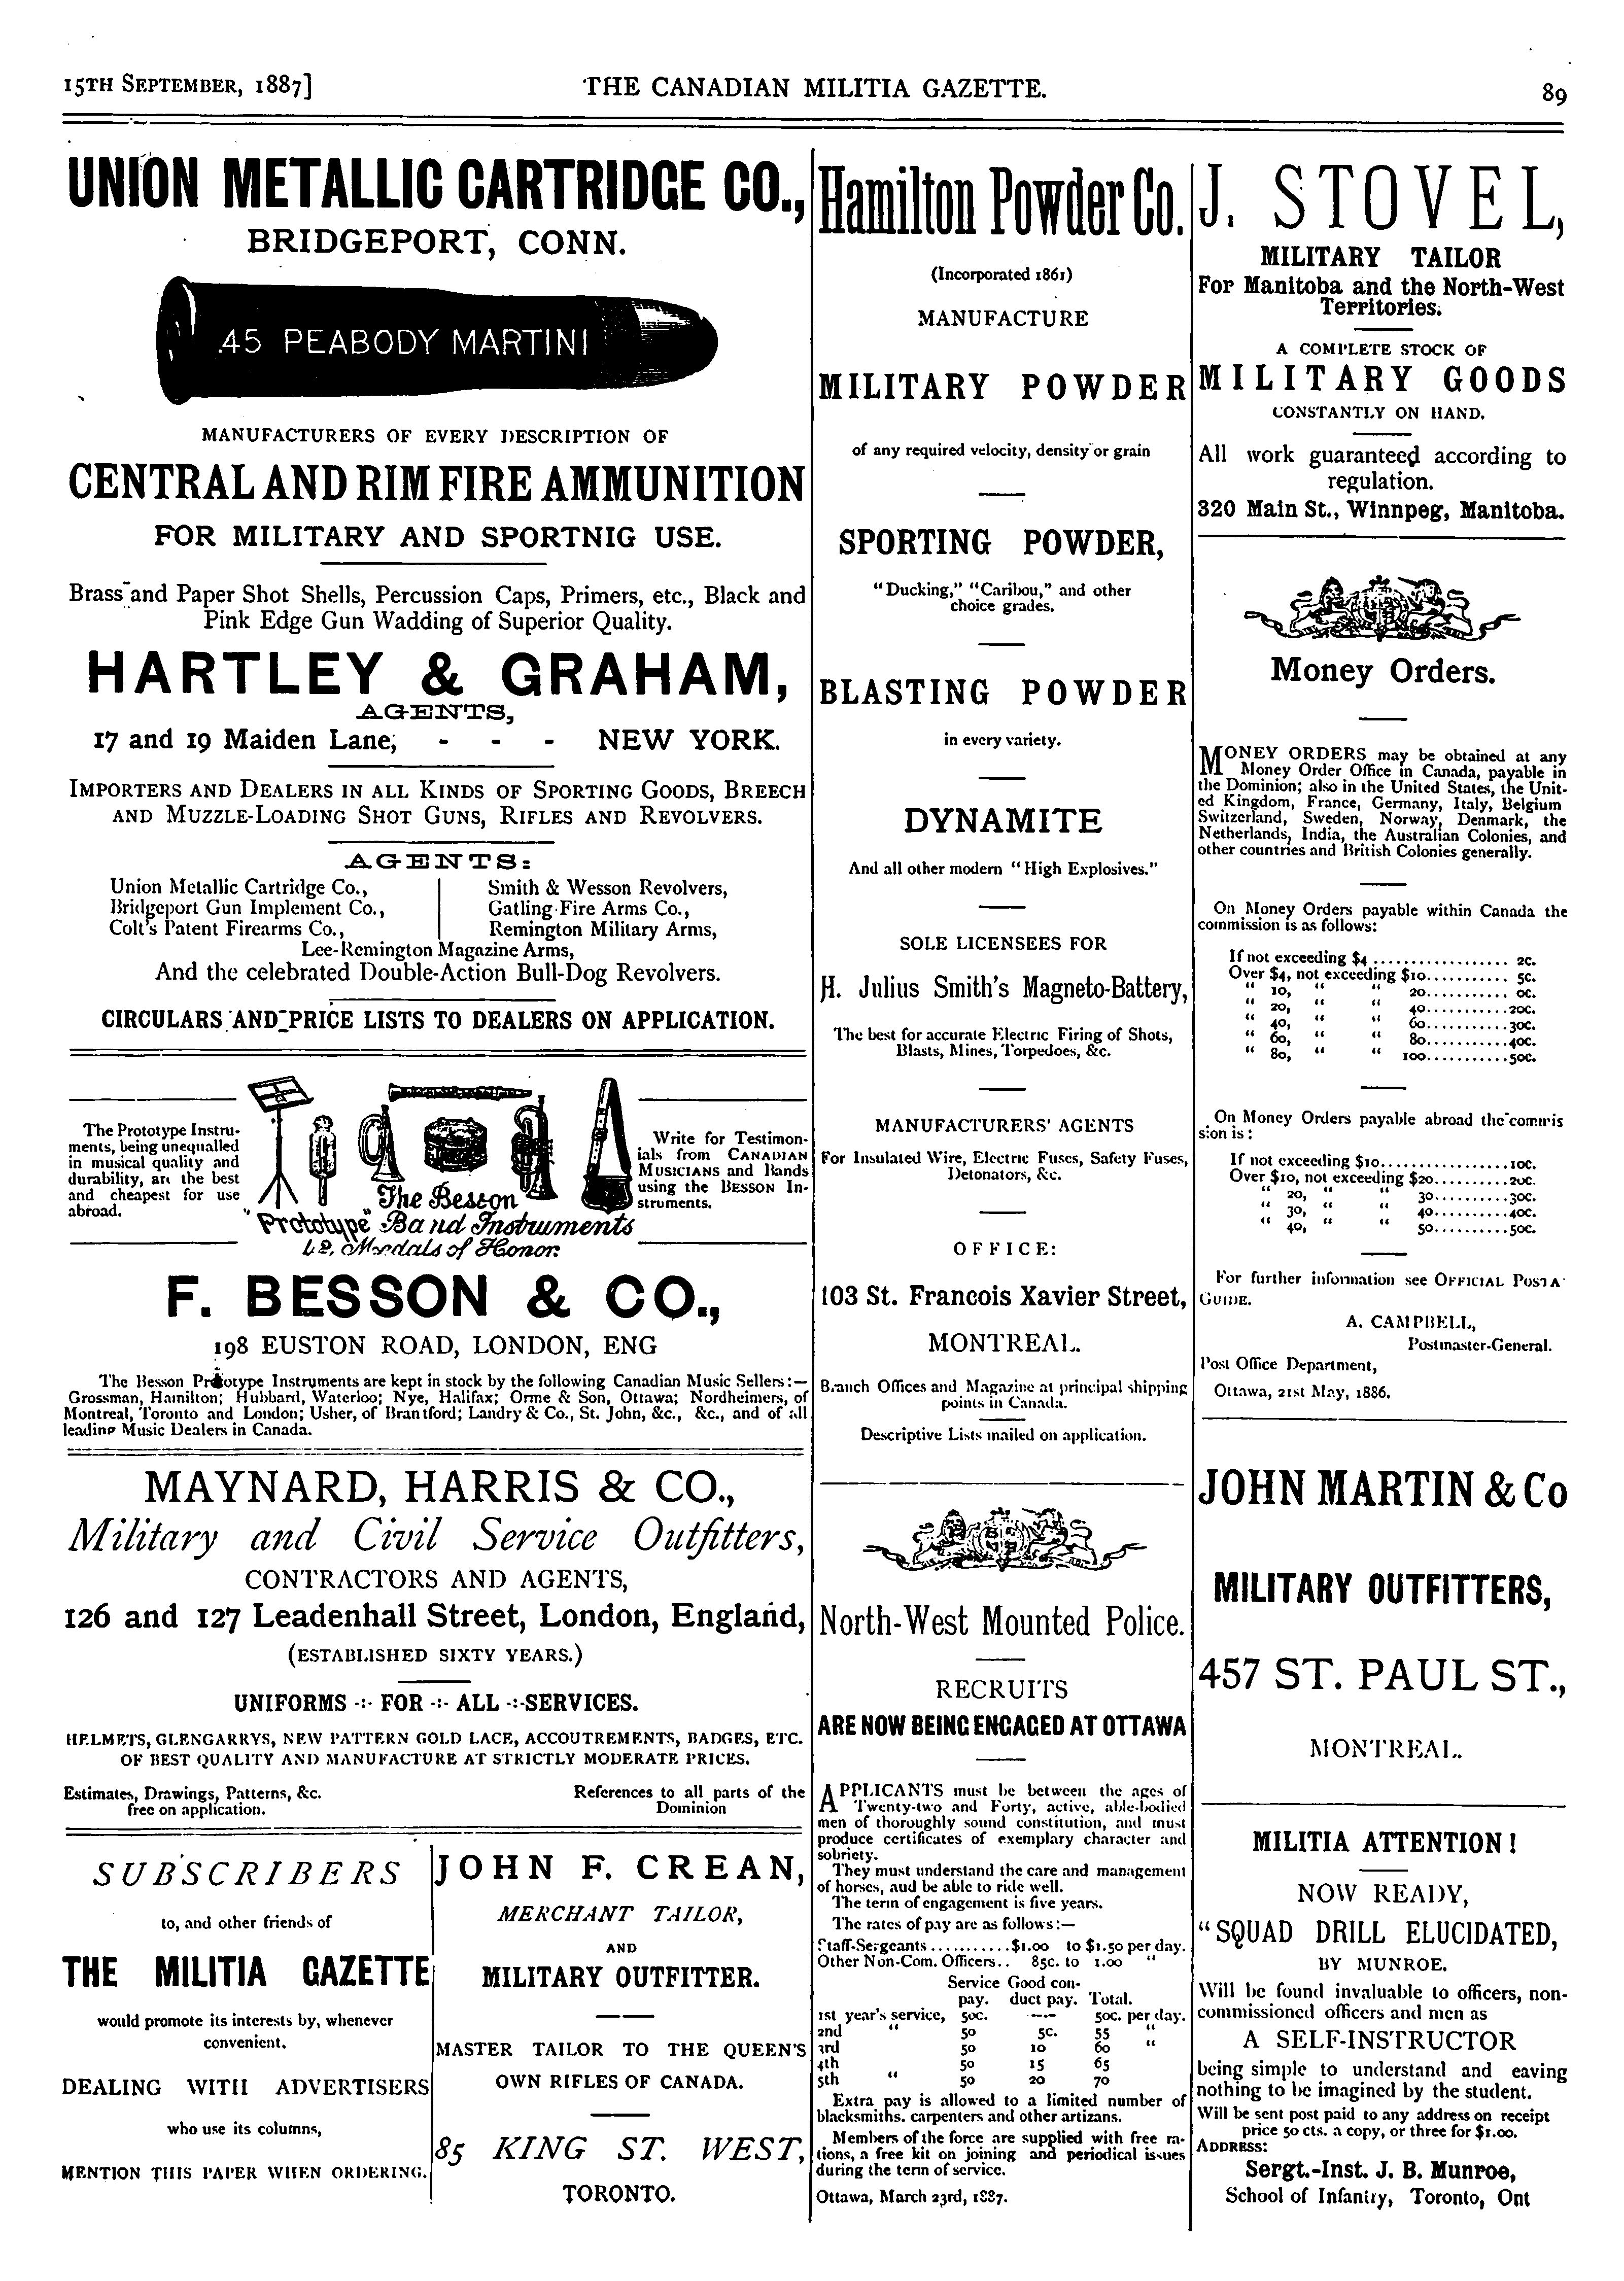 15TH SEPTEMBER, 1887]
THE CANADIAN MILITIA GAZETTE.
89
UNION METALLIC CARTRIDGE CO.,
BRIDGEPORT, CONN.
.45 PEABODY MARTINI
MANUFACTURERS OF EVERY DESCRIPTION OF
CENTRAL AND RIM FIRE AMMUNITION
FOR MILITARY AND SPORTNIG USE.
Brass and Paper Shot Shells, Percussion Caps, Primers, etc., Black and
Pink Edge Gun Wadding of Superior Quality.
HARTLEY & GRAHAM,
AGENTS,
17 and 19 Maiden Lane, - - - NEW YORK.
IMPORTERS AND DEALERS IN ALL KINDS OF SPORTING GOODS, BREECH
AND MUZZLE-LOADING SHOT GUNS, RIFLES AND REVOLVERS.
AGENTS:
Union Metallic Cartridge Co.,
Bridgeport Gun Implement Co.,
Colt's Patent Firearms Co.,
Smith & Wesson Revolvers,
Gatling Fire Arms Co.,
Remington Military Arms,
Lee-Remington Magazine Arms,
And the celebrated Double-Action Bull-Dog Revolvers.
CIRCULARS AND PRICE LISTS TO DEALERS ON APPLICATION.
The Prototype Instru-
ments, being unequalled
in musical quality and
durability, are the best
and cheapest for use
abroad.
The Besson
"Prototype" Band Instruments
42, Medals of Honor.
Write for Testimon-
ials from CANADIAN
MUSICIANS and Bands
using the BESSON In-
struments.
F. BESSON & CO.,
198 EUSTON ROAD, LONDON, ENG
The Besson Prototype Instruments are kept in stock by the following Canadian Music Sellers:—
Grossman, Hamilton; Hubbard, Waterloo; Nye, Halifax; Orme & Son, Ottawa; Nordheimers, of
Montreal, Toronto and London; Usher, of Brantford; Landry & Co., St. John, &c., &c., and of all
leading Music Dealers in Canada.
MAYNARD, HARRIS & CO.,
Military and Civil Service Outfitters,
CONTRACTORS AND AGENTS,
126 and 127 Leadenhall Street, London, England,
(ESTABLISHED SIXTY YEARS.)
UNIFORMS -:- FOR -:- ALL -:- SERVICES.
HELMETS, GLENGARRYS, NEW PATTERN GOLD LACE, ACCOUTREMENTS, BADGES, ETC.
OF BEST QUALITY AND MANUFACTURE AT STRICTLY MODERATE PRICES.
Estimates, Drawings, Patterns, &c.
free on application.
References to all parts of the
Dominion
SUBSCRIBERS
to, and other friends of
THE MILITIA GAZETTE
would promote its interests by, whenever
convenient,
DEALING WITH ADVERTISERS
who use its columns,
MENTION THIS PAPER WHEN ORDERING.
JOHN F. CREAN,
MERCHANT TAILOR,
AND
MILITARY OUTFITTER.
MASTER TAILOR TO THE QUEEN'S
OWN RIFLES OF CANADA.
85 KING ST. WEST,
TORONTO.
Hamilton Powder Co.
(Incorporated 1861)
MANUFACTURE
MILITARY POWDER
of any required velocity, density or grain
SPORTING POWDER,
"Ducking," "Caribou," and other
choice grades.
BLASTING POWDER
in every variety.
DYNAMITE
And all other modern "High Explosives."
SOLE LICENSEES FOR
H. Julius Smith's Magneto-Battery,
The best for accurate Electric Firing of Shots,
Blasts, Mines, Torpedoes, &c.
MANUFACTURERS' AGENTS
For Insulated Wire, Electric Fuses, Safety Fuses,
Detonators, &c.
OFFICE:
103 St. Francois Xavier Street,
MONTREAL.
Branch Offices and Magazine at principal shipping
points in Canada.
Descriptive Lists mailed on application.
North-West Mounted Police.
RECRUITS
ARE NOW BEING ENGAGED AT OTTAWA
APPLICANTS must be between the ages of
Twenty-two and Forty, active, able-bodied
men of thoroughly sound constitution, and must
produce certificates of exemplary character and
sobriety.
They must understand the care and management
of horses, aud be able to ride well.
The term of engagement is five years.
The rates of pay are as follows:—
Staff-Sergeants ........... $1.00 to $1.50 per day.
Other Non-Com. Officers.. 85c. to 1.00 "
Service Good con-
pay. duct pay. Total.
1st year's service, 50c. —— 50c. per day.
2nd " 50 5c. 55 "
3rd 50 10 60 "
4th 50 15 65
5th " 50 20 70
Extra pay is allowed to a limited number of
blacksmiths, carpenters and other artizans.
Members of the force are supplied with free ra-
tions, a free kit on joining and periodical issues
during the term of service.
Ottawa, March 23rd, 1887.
J. STOVEL,
MILITARY TAILOR
For Manitoba and the North-West
Territories.
A COMPLETE STOCK OF
MILITARY GOODS
CONSTANTLY ON HAND.
All work guaranteed according to
regulation.
320 Main St., Winnpeg, Manitoba.
Money Orders.
MONEY ORDERS may be obtained at any
Money Order Office in Canada, payable in
the Dominion; also in the United States, the Unit-
ed Kingdom, France, Germany, Italy, Belgium
Switzerland, Sweden, Norway, Denmark, the
Netherlands, India, the Australian Colonies, and
other countries and British Colonies generally.
On Money Orders payable within Canada the
commission is as follows:
If not exceeding $4 .................. 2c.
Over $4, not exceeding $10........... 5c.
" 10, " " 20........... 0c.
" 20, " " 40...........20c.
" 40, " " 60...........30c.
" 60, " " 80...........40c.
" 80, " " 100...........50c.
On Money Orders payable abroad the commis
sion is:
If not exceeding $10.................10c.
Over $10, not exceeding $20..........20c.
" 20, " " 30..........30c.
" 30, " " 40..........40c.
" 40, " " 50..........50c.
For further information see OFFICIAL POSTA
GUIDE.
A. CAMPBELL,
Postmaster-General.
Post Office Department,
Ottawa, 21st May, 1886.
JOHN MARTIN & Co
MILITARY OUTFITTERS,
457 ST. PAUL ST.,
MONTREAL.
MILITIA ATTENTION!
NOW READY,
"SQUAD DRILL ELUCIDATED,
BY MUNROE.
Will be found invaluable to officers, non-
commissioned officers and men as
A SELF-INSTRUCTOR
being simple to understand and eaving
nothing to be imagined by the student.
Will be sent post paid to any address on receipt
price 50 cts. a copy, or three for $1.00.
ADDRESS:
Sergt.-Inst. J. B. Munroe,
School of Infantry, Toronto, Ont